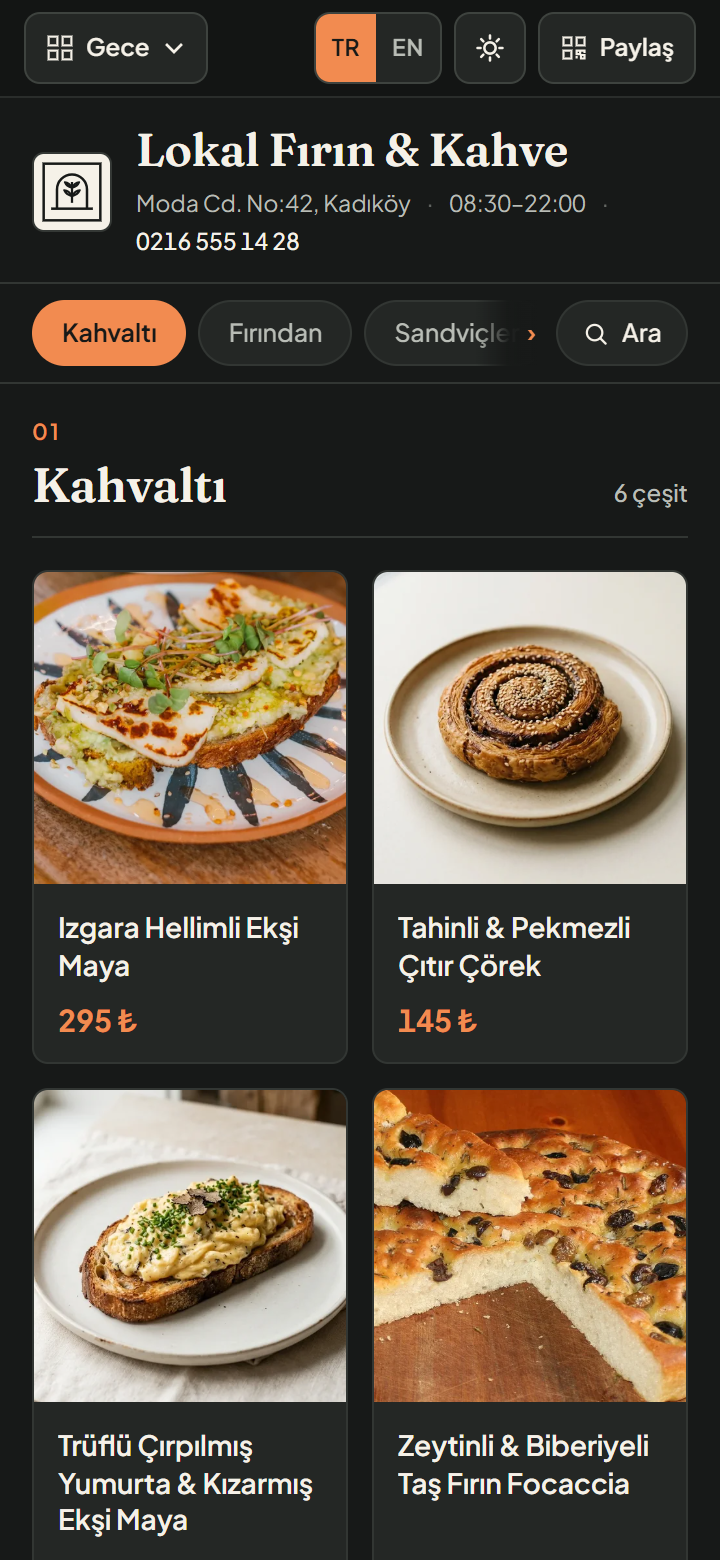 Gece
TR EN
Paylaş
Lokal Fırın & Kahve
Moda Cd. No:42, Kadıköy · 08:30–22:00 ·
0216 555 14 28
Kahvaltı
Fırından
Sandviçler
›
Ara
01
Kahvaltı
6 çeşit
Izgara Hellimli Ekşi
Maya
295 ₺
Tahinli & Pekmezli
Çıtır Çörek
145 ₺
Trüflü Çırpılmış
Yumurta & Kızarmış
Ekşi Maya
Zeytinli & Biberiyeli
Taş Fırın Focaccia